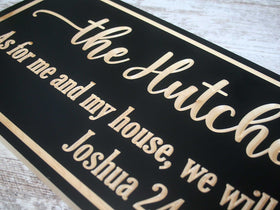 the Hutche
As for me and my house, we will
Joshua 24